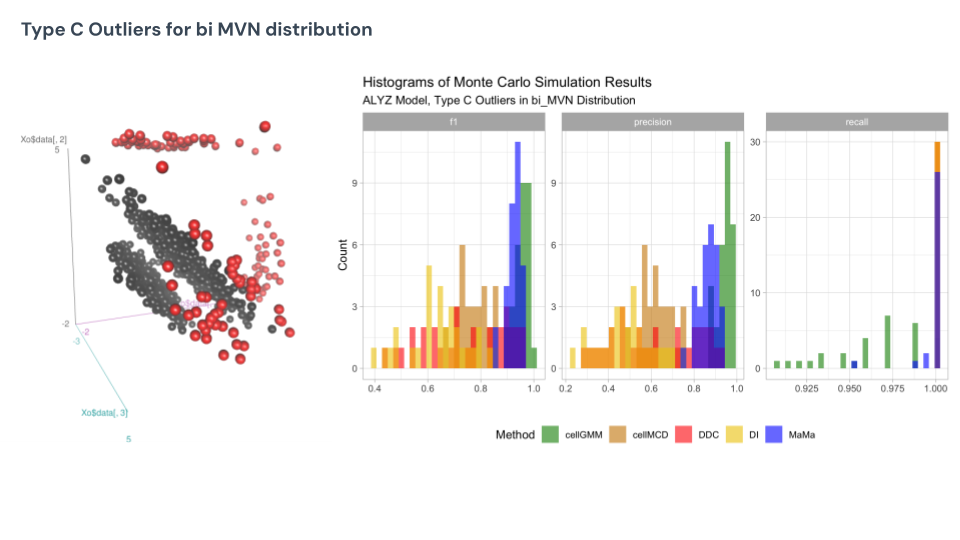 Type C Outliers for bi MVN distribution
Histograms of Monte Carlo Simulation Results
ALYZ Model, Type C Outliers in bi_MVN Distribution
f1
precision
recall
Xo$data[, 2]
5
-2
-2
-3
Xo$data[, 3]
5
Count
9
6
3
0
0.4 0.6 0.8 1.0
9
6
3
0
0.2 0.4 0.6 0.8 1.0
30
20
10
0
0.925 0.950 0.975 1.000
Method cellGMM cellMCD DDC DI MaMa